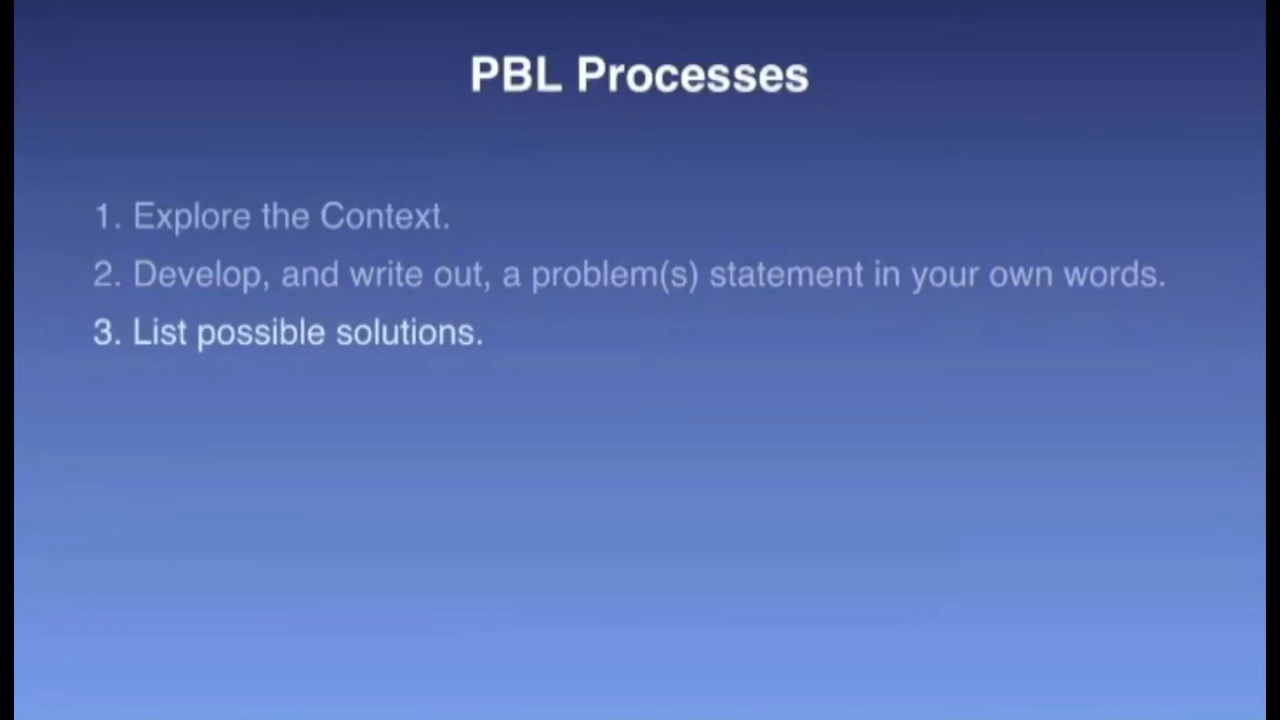 PBL Processes
1. Explore the Context.
2. Develop, and write out, a problem(s) statement in your own words.
3. List possible solutions.